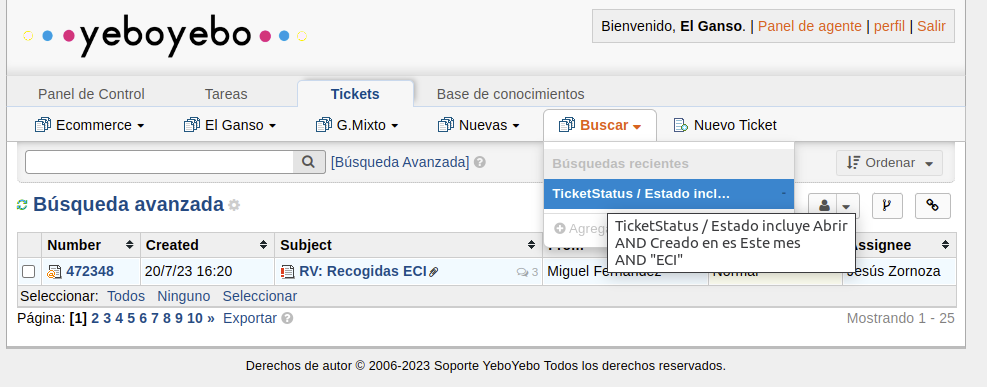 yeboyebo
Bienvenido, El Ganso. | Panel de agente | perfil | Salir
Panel de Control Tareas Tickets Base de conocimientos
Ecommerce El Ganso G.Mixto Nuevas Buscar Nuevo Ticket
[Búsqueda Avanzada] Búsquedas recientes Ordenar
TicketStatus / Estado incl…
Búsqueda avanzada
TicketStatus / Estado incluye Abrir
AND Creado en es Este mes
AND "ECI"
Number Created Subject
472348 20/7/23 16:20 RV: Recogidas ECI 3 Miguel Fernández Normal Jesús Zornoza
Seleccionar: Todos Ninguno Seleccionar
Página: [1] 2 3 4 5 6 7 8 9 10 » Exportar Mostrando 1 - 25
Derechos de autor © 2006-2023 Soporte YeboYebo Todos los derechos reservados.